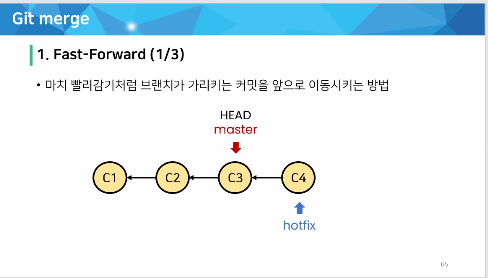 Git merge
1. Fast-Forward (1/3)
• 마치 빨리감기처럼 브랜치가 가리키는 커밋을 앞으로 이동시키는 방법
HEAD
master
C1 C2 C3 C4
hotfix
65